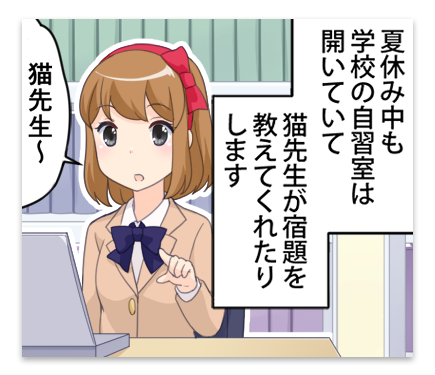 夏休み中も
学校の自習室は
開いていて
猫先生が宿題を
教えてくれたり
します
猫先生～